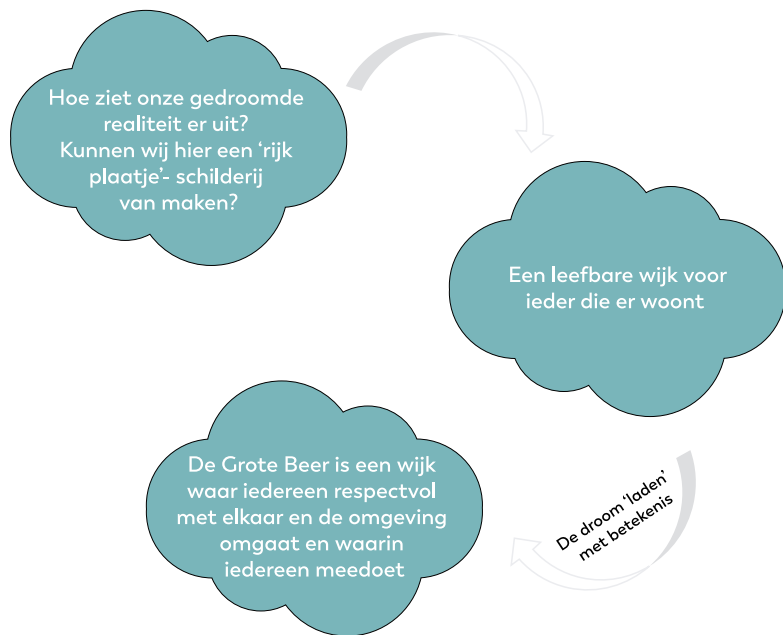 Hoe ziet onze gedroomde
realiteit er uit?
Kunnen wij hier een ‘rijk
plaatje’- schilderij
van maken?
Een leefbare wijk voor
ieder die er woont
De droom ‘laden’
met betekenis
De Grote Beer is een wijk
waar iedereen respectvol
met elkaar en de omgeving
omgaat en waarin
iedereen meedoet